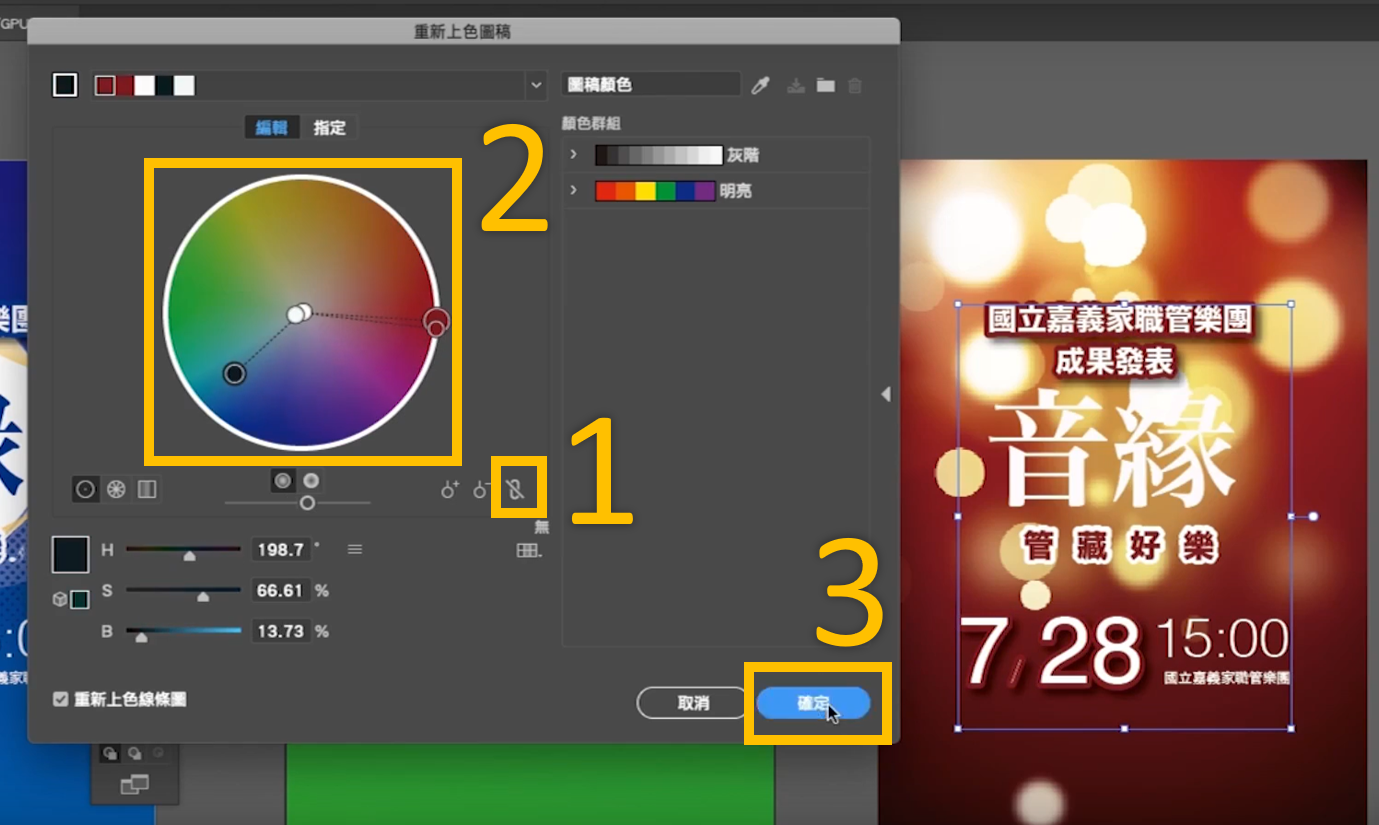 GPU
重新上色圖稿
圖稿顏色
編輯 指定
顏色群組
灰階
明亮
2
1
無
H 198.7 °
S 66.61 %
B 13.73 %
3
重新上色線條圖
取消 確定
國立嘉義家職管樂團
成果發表
音緣
管藏好樂
7/28 15:00
國立嘉義家職管樂團